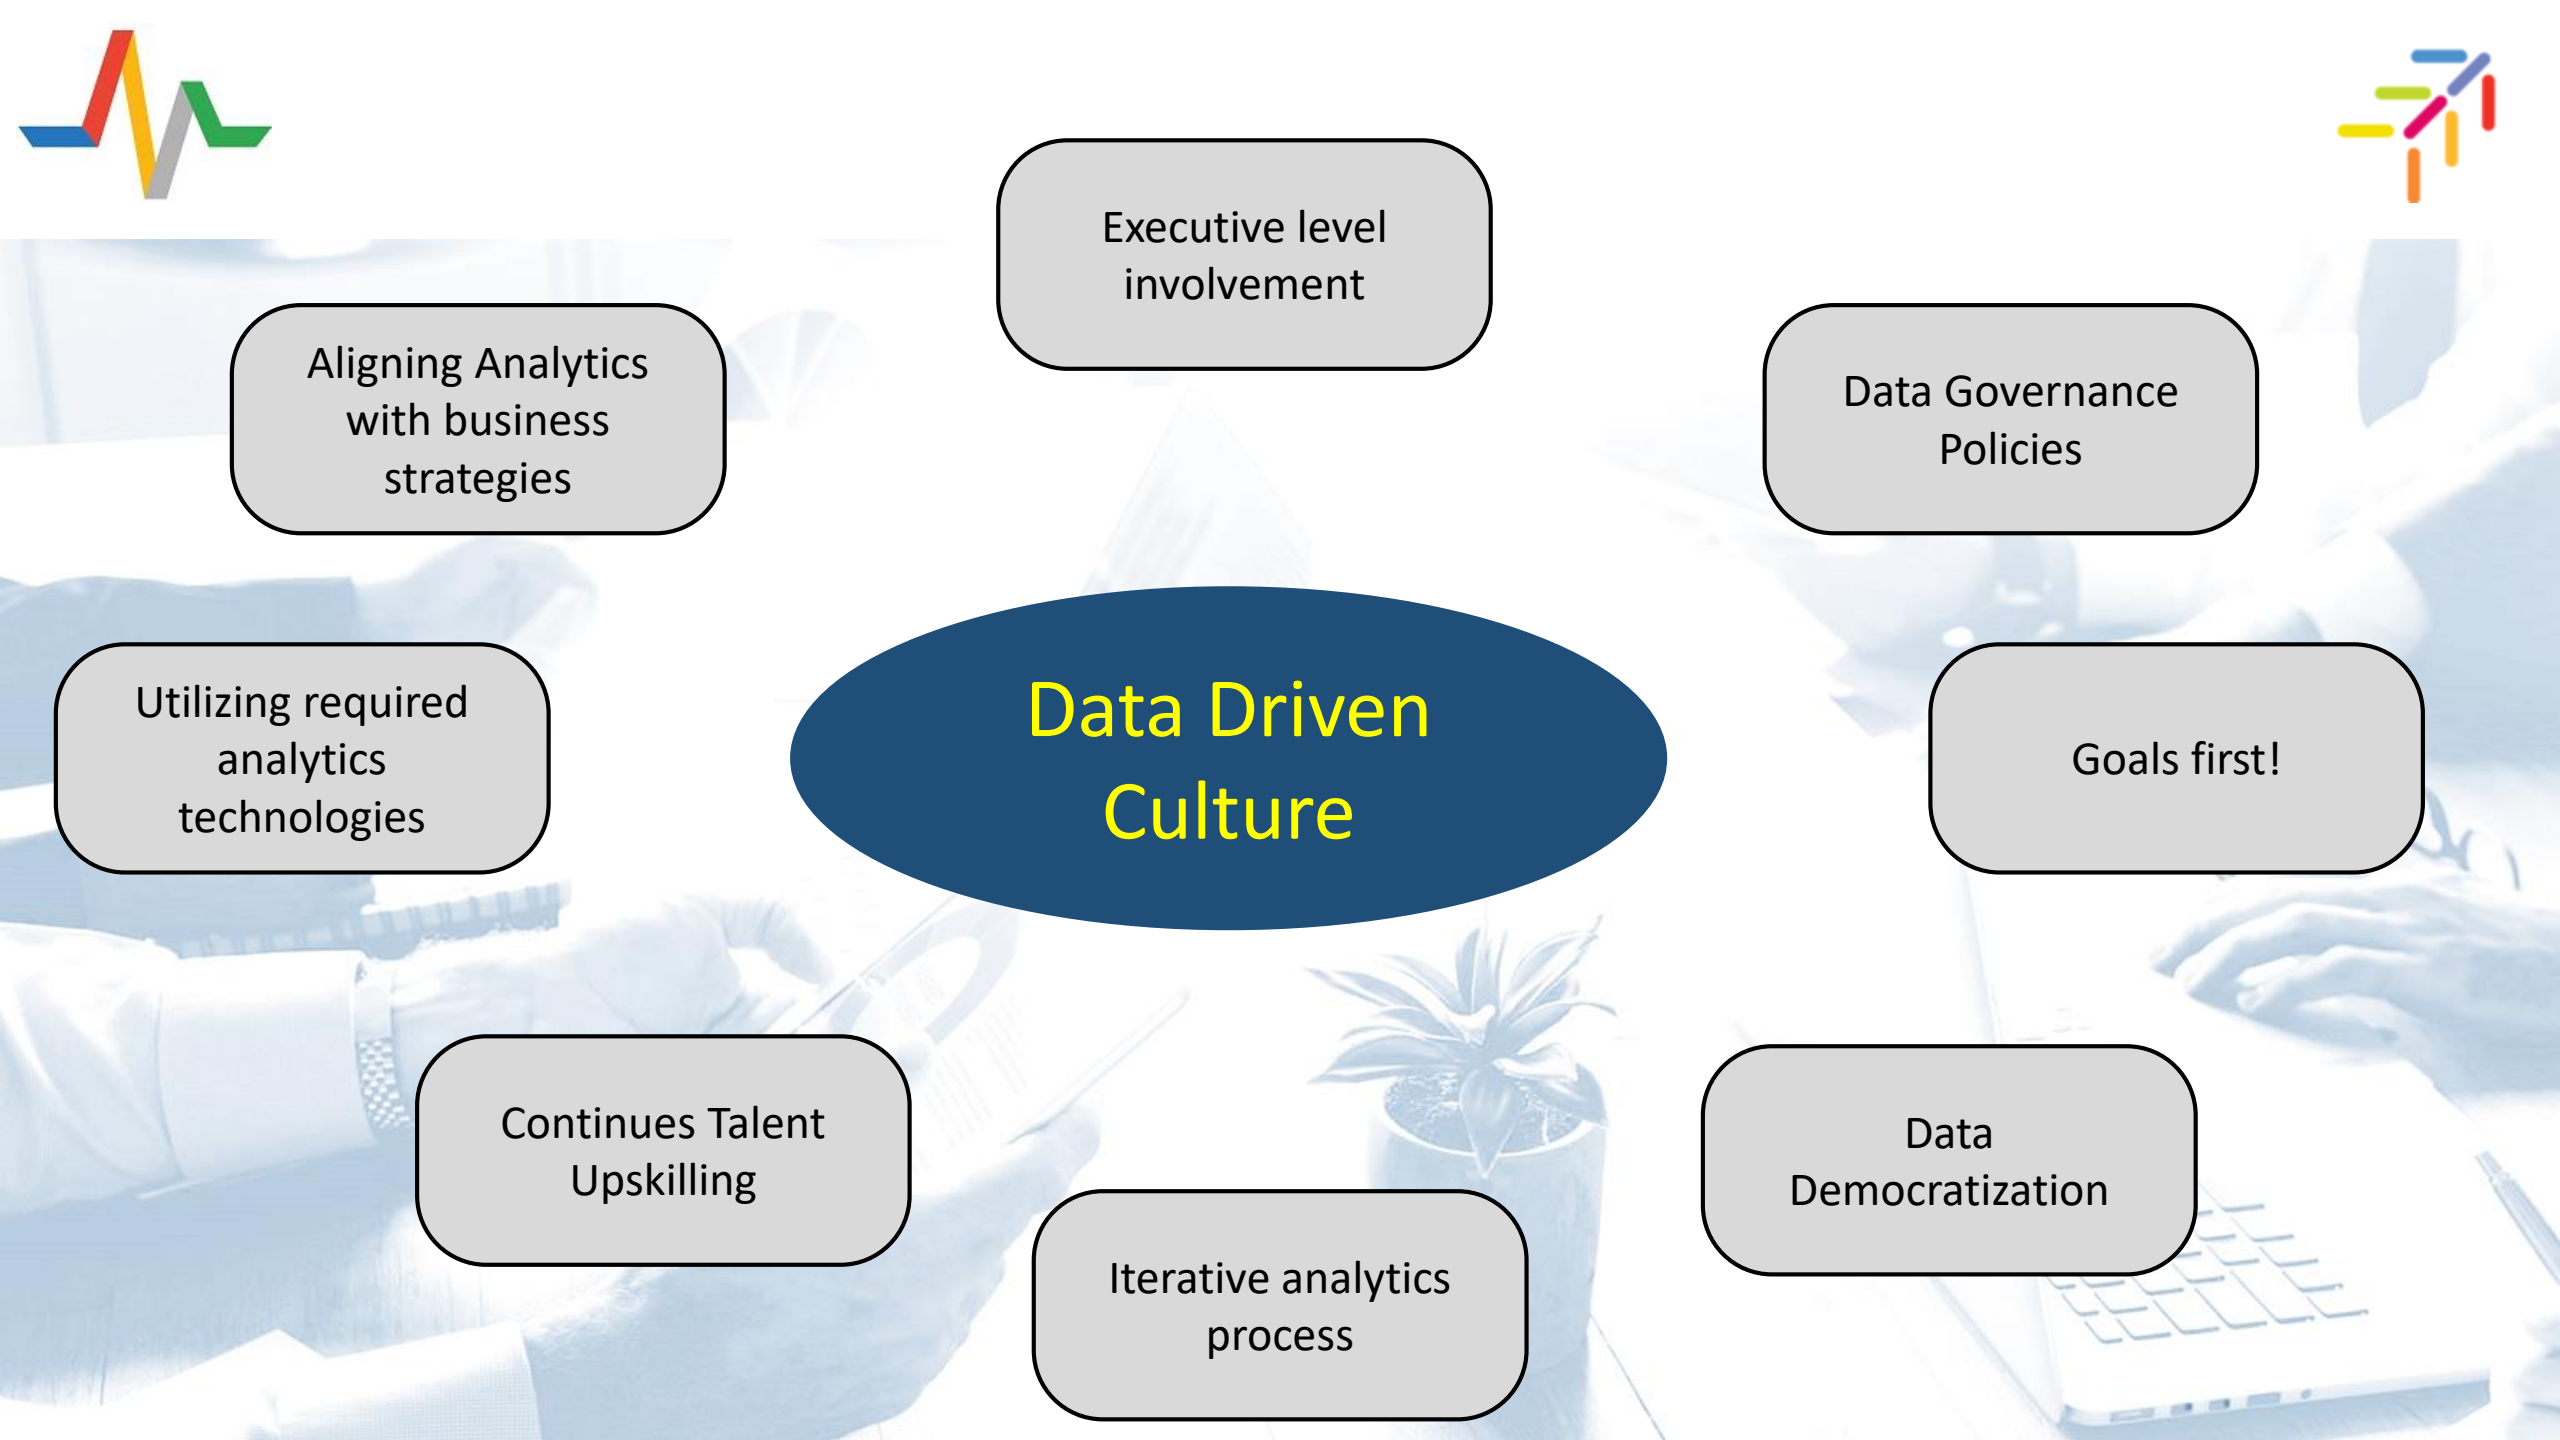 Executive level
involvement
Aligning Analytics
with business
strategies
Data Governance
Policies
Utilizing required
analytics
technologies
Data Driven
Culture
Goals first!
Continues Talent
Upskilling
Data
Democratization
Iterative analytics
process